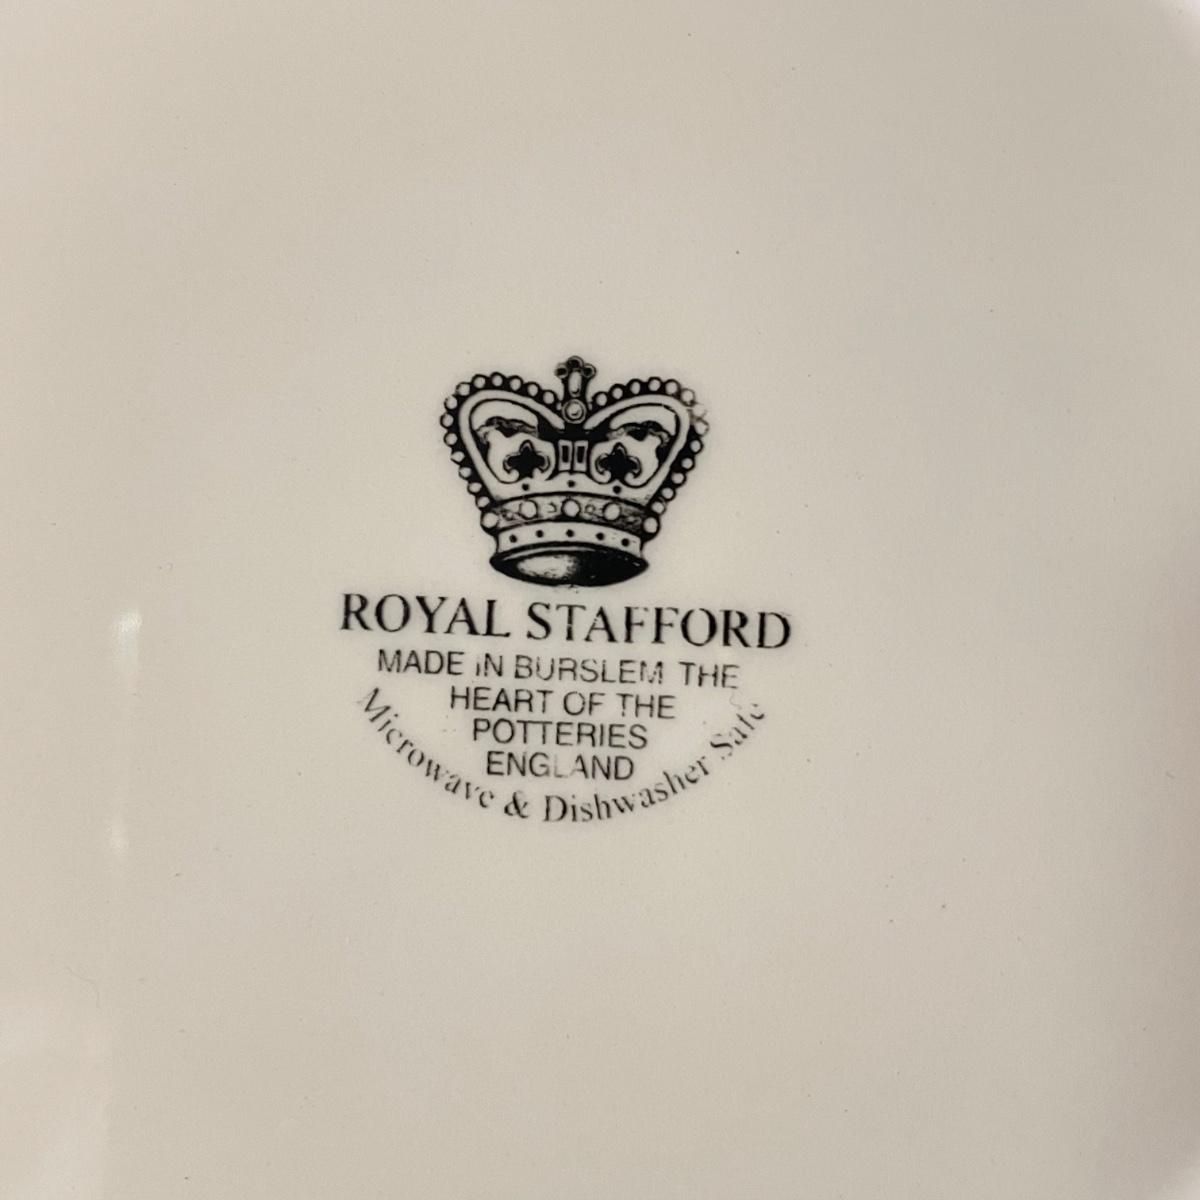 ROYAL STAFFORD
MADE IN BURSLEM THE
HEART OF THE
POTTERIES
ENGLAND
Microwave & Dishwasher Safe